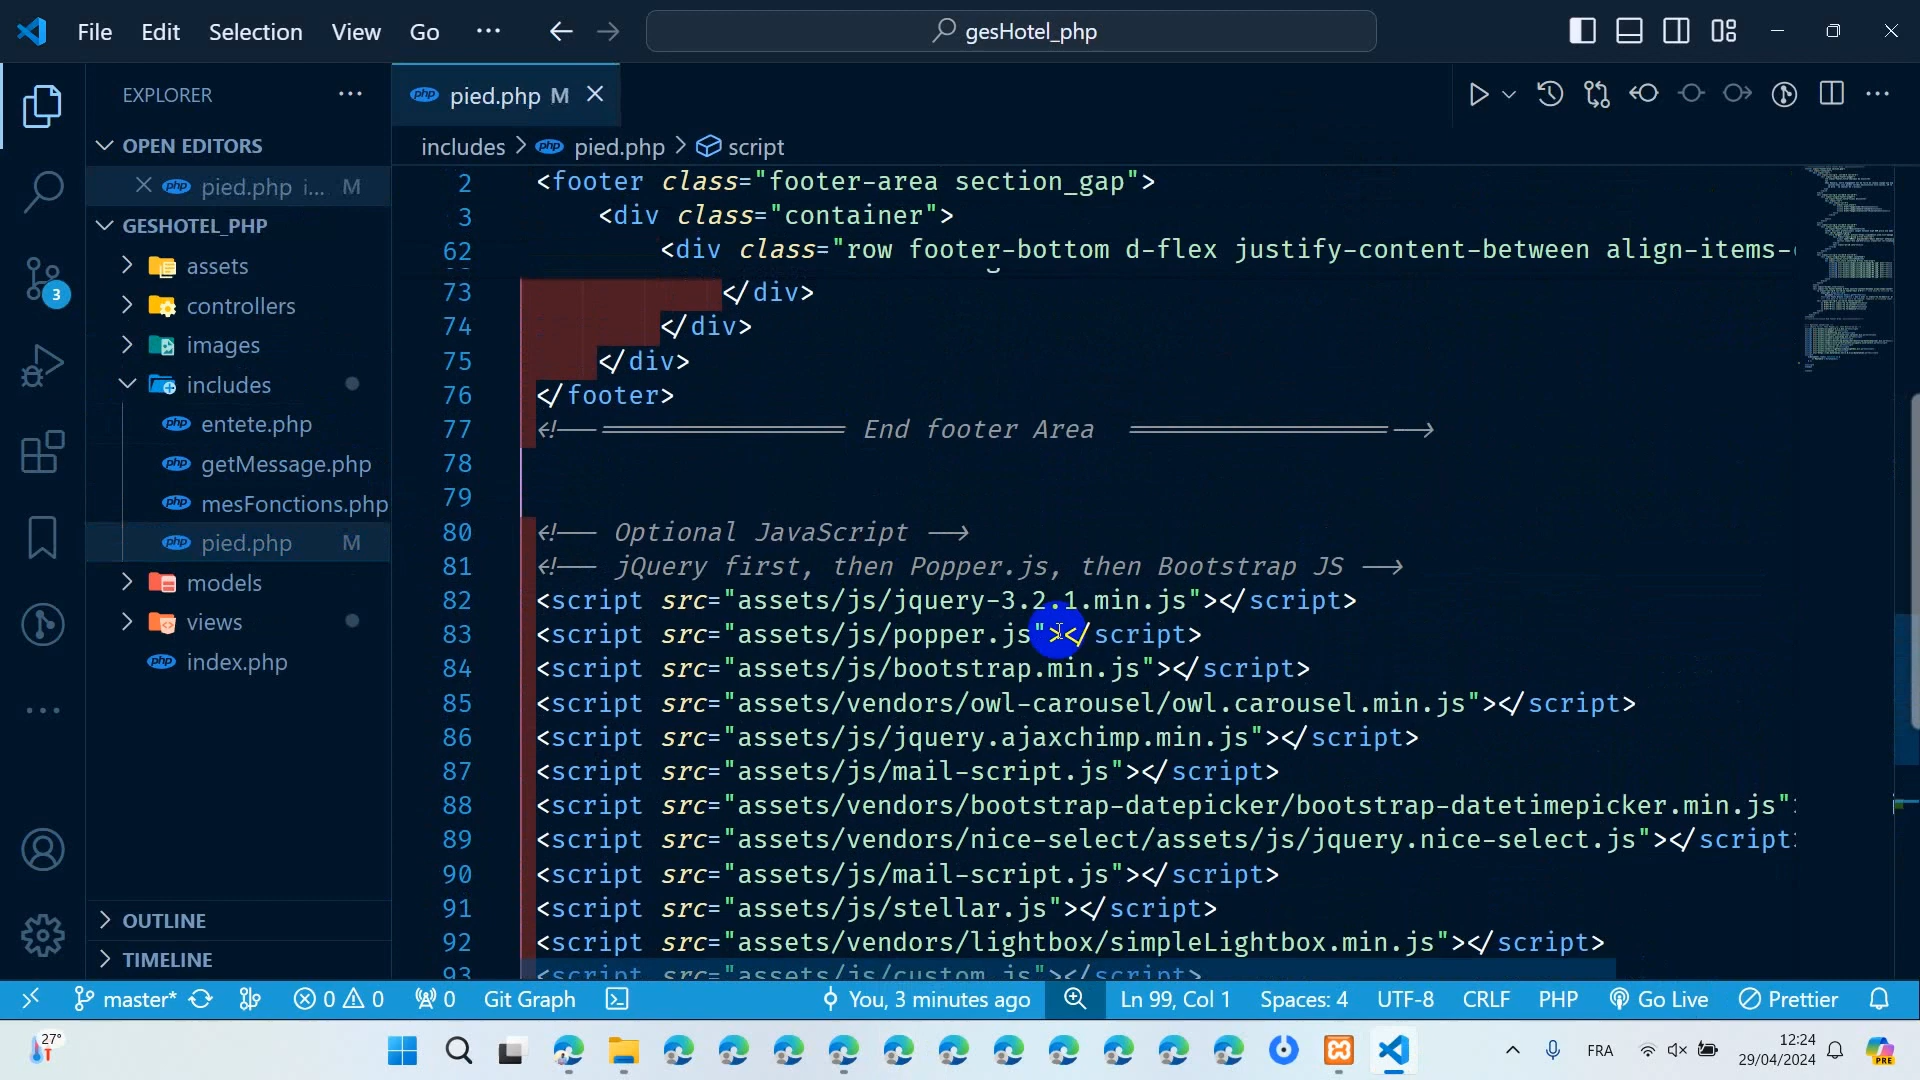 File Edit Selection View Go ··· gesHotel_php
EXPLORER
pied.php M
OPEN EDITORS
pied.php i... M
includes > pied.php > script
GESHOTEL_PHP
assets
controllers
images
includes
entete.php
getMessage.php
mesFonctions.php
pied.php M
models
views
index.php
OUTLINE
TIMELINE
3
2 <footer class="footer-area section_gap">
3 <div class="container">
62 <div class="row footer-bottom d-flex justify-content-between align-items-
73 </div>
74 </div>
75 </div>
76 </footer>
77 <!--================ End footer Area =================-->
78
79
80 <!-- Optional JavaScript -->
81 <!-- jQuery first, then Popper.js, then Bootstrap JS -->
82 <script src="assets/js/jquery-3.2.1.min.js"></script>
83 <script src="assets/js/popper.js"></script>
84 <script src="assets/js/bootstrap.min.js"></script>
85 <script src="assets/vendors/owl-carousel/owl.carousel.min.js"></script>
86 <script src="assets/js/jquery.ajaxchimp.min.js"></script>
87 <script src="assets/js/mail-script.js"></script>
88 <script src="assets/vendors/bootstrap-datepicker/bootstrap-datetimepicker.min.js"
89 <script src="assets/vendors/nice-select/assets/js/jquery.nice-select.js"></script
90 <script src="assets/js/mail-script.js"></script>
91 <script src="assets/js/stellar.js"></script>
92 <script src="assets/vendors/lightbox/simpleLightbox.min.js"></script>
93 <script src="assets/js/custom.js"></script>
master* 0 0 0 Git Graph You, 3 minutes ago Ln 99, Col 1 Spaces: 4 UTF-8 CRLF PHP Go Live Prettier
27° FRA 12:24
29/04/2024
PRE